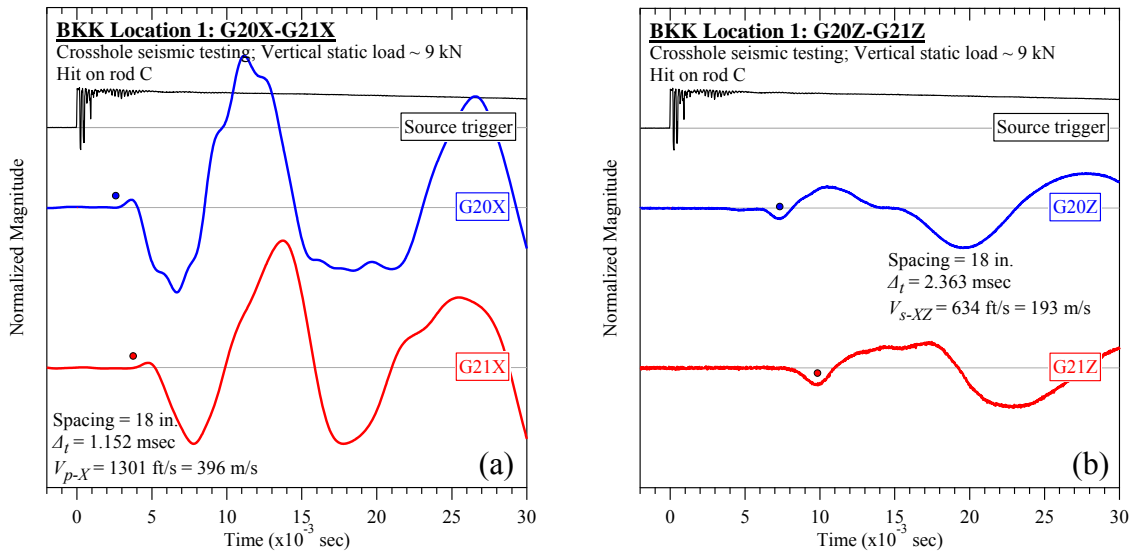 BKK Location 1: G20X-G21X
Crosshole seismic testing; Vertical static load ~ 9 kN
Hit on rod C
Source trigger
G20X
G21X
Spacing = 18 in.
Δt = 1.152 msec
Vp-X = 1301 ft/s = 396 m/s
(a)
Normalized Magnitude
0 5 10 15 20 25 30
Time (x10-3 sec)
BKK Location 1: G20Z-G21Z
Crosshole seismic testing; Vertical static load ~ 9 kN
Hit on rod C
Source trigger
G20Z
Spacing = 18 in.
Δt = 2.363 msec
Vs-XZ = 634 ft/s = 193 m/s
G21Z
(b)
Normalized Magnitude
0 5 10 15 20 25 30
Time (x10-3 sec)